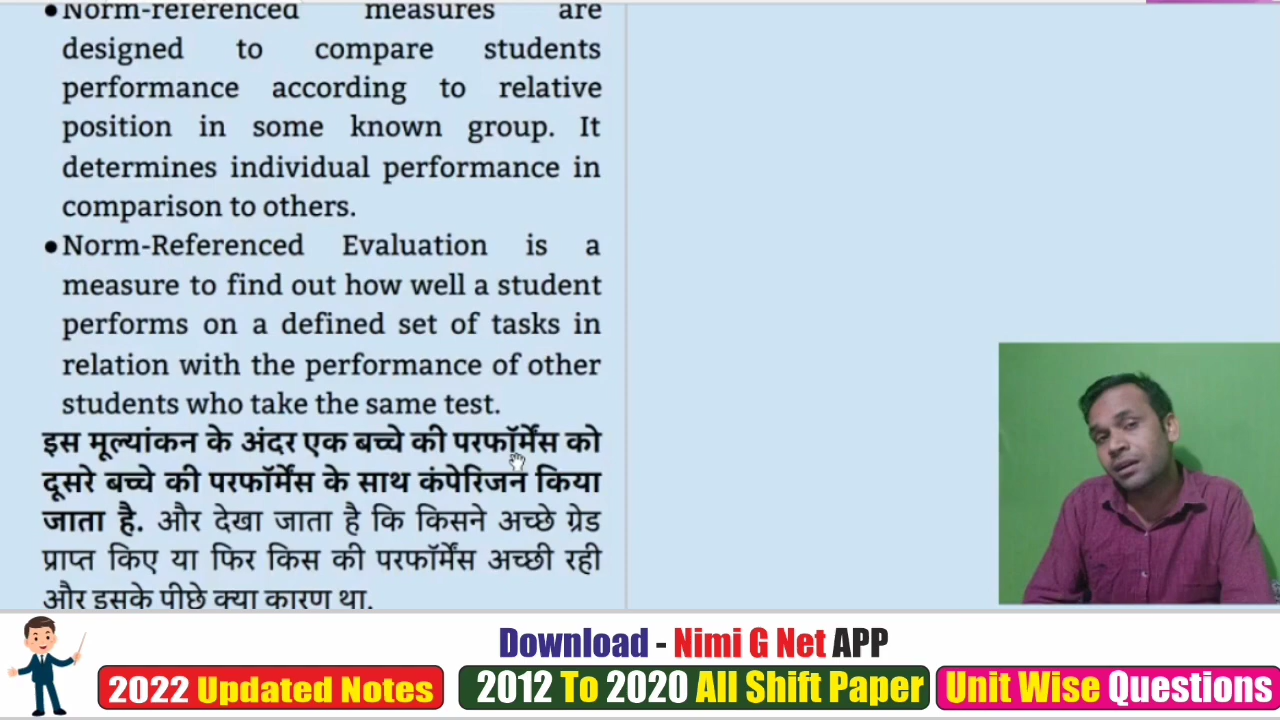 ● Norm-referenced measures are
designed to compare students
performance according to relative
position in some known group. It
determines individual performance in
comparison to others.
● Norm-Referenced Evaluation is a
measure to find out how well a student
performs on a defined set of tasks in
relation with the performance of other
students who take the same test.
इस मूल्यांकन के अंदर एक बच्चे की परफॉर्मेंस को
दूसरे बच्चे की परफॉर्मेंस के साथ कंपेरिजन किया
जाता है. और देखा जाता है कि किसने अच्छे ग्रेड
प्राप्त किए या फिर किस की परफॉर्मेंस अच्छी रही
और इसके पीछे क्या कारण था.
Download - Nimi G Net APP
2022 Updated Notes
2012 To 2020 All Shift Paper
Unit Wise Questions